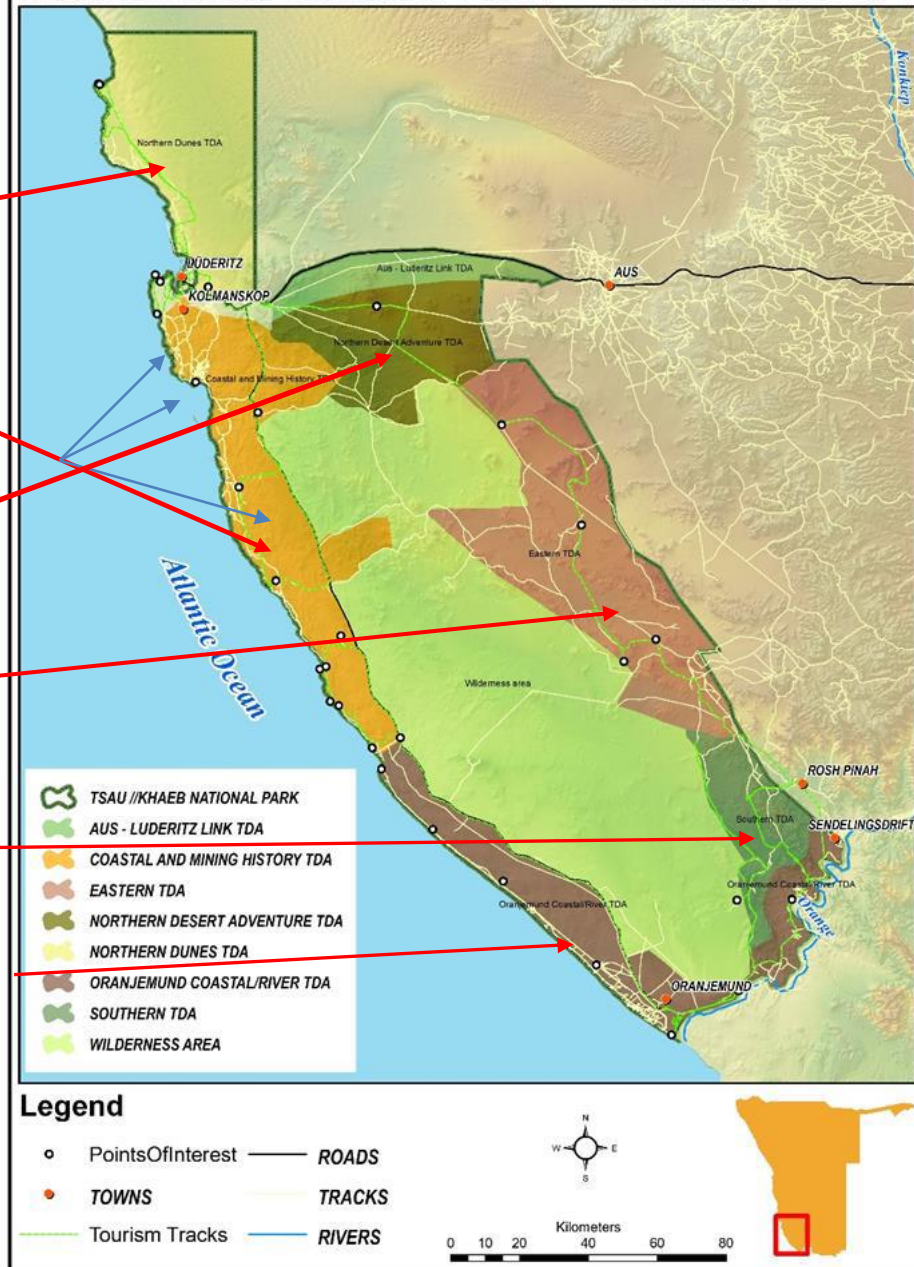 Konkiep
Northern Dunes TDA
LÜDERITZ
Aus - Luderitz Link TDA
AUS
KOLMANSKOP
Northern Desert Adventure TDA
Coastal and Mining History TDA
Eastern TDA
Atlantic Ocean
Wilderness area
ROSH PINAH
Southern TDA
SENDELINGSDRIFT
Oranjemund Coastal/River TDA
Oranjemund Coastal/River TDA
Orange
ORANJEMUND
TSAU //KHAEB NATIONAL PARK
AUS - LUDERITZ LINK TDA
COASTAL AND MINING HISTORY TDA
EASTERN TDA
NORTHERN DESERT ADVENTURE TDA
NORTHERN DUNES TDA
ORANJEMUND COASTAL/RIVER TDA
SOUTHERN TDA
WILDERNESS AREA
Legend
PointsOfInterest
ROADS
TOWNS
TRACKS
Tourism Tracks
RIVERS
N
W E
S
Kilometers
0 10 20 40 60 80